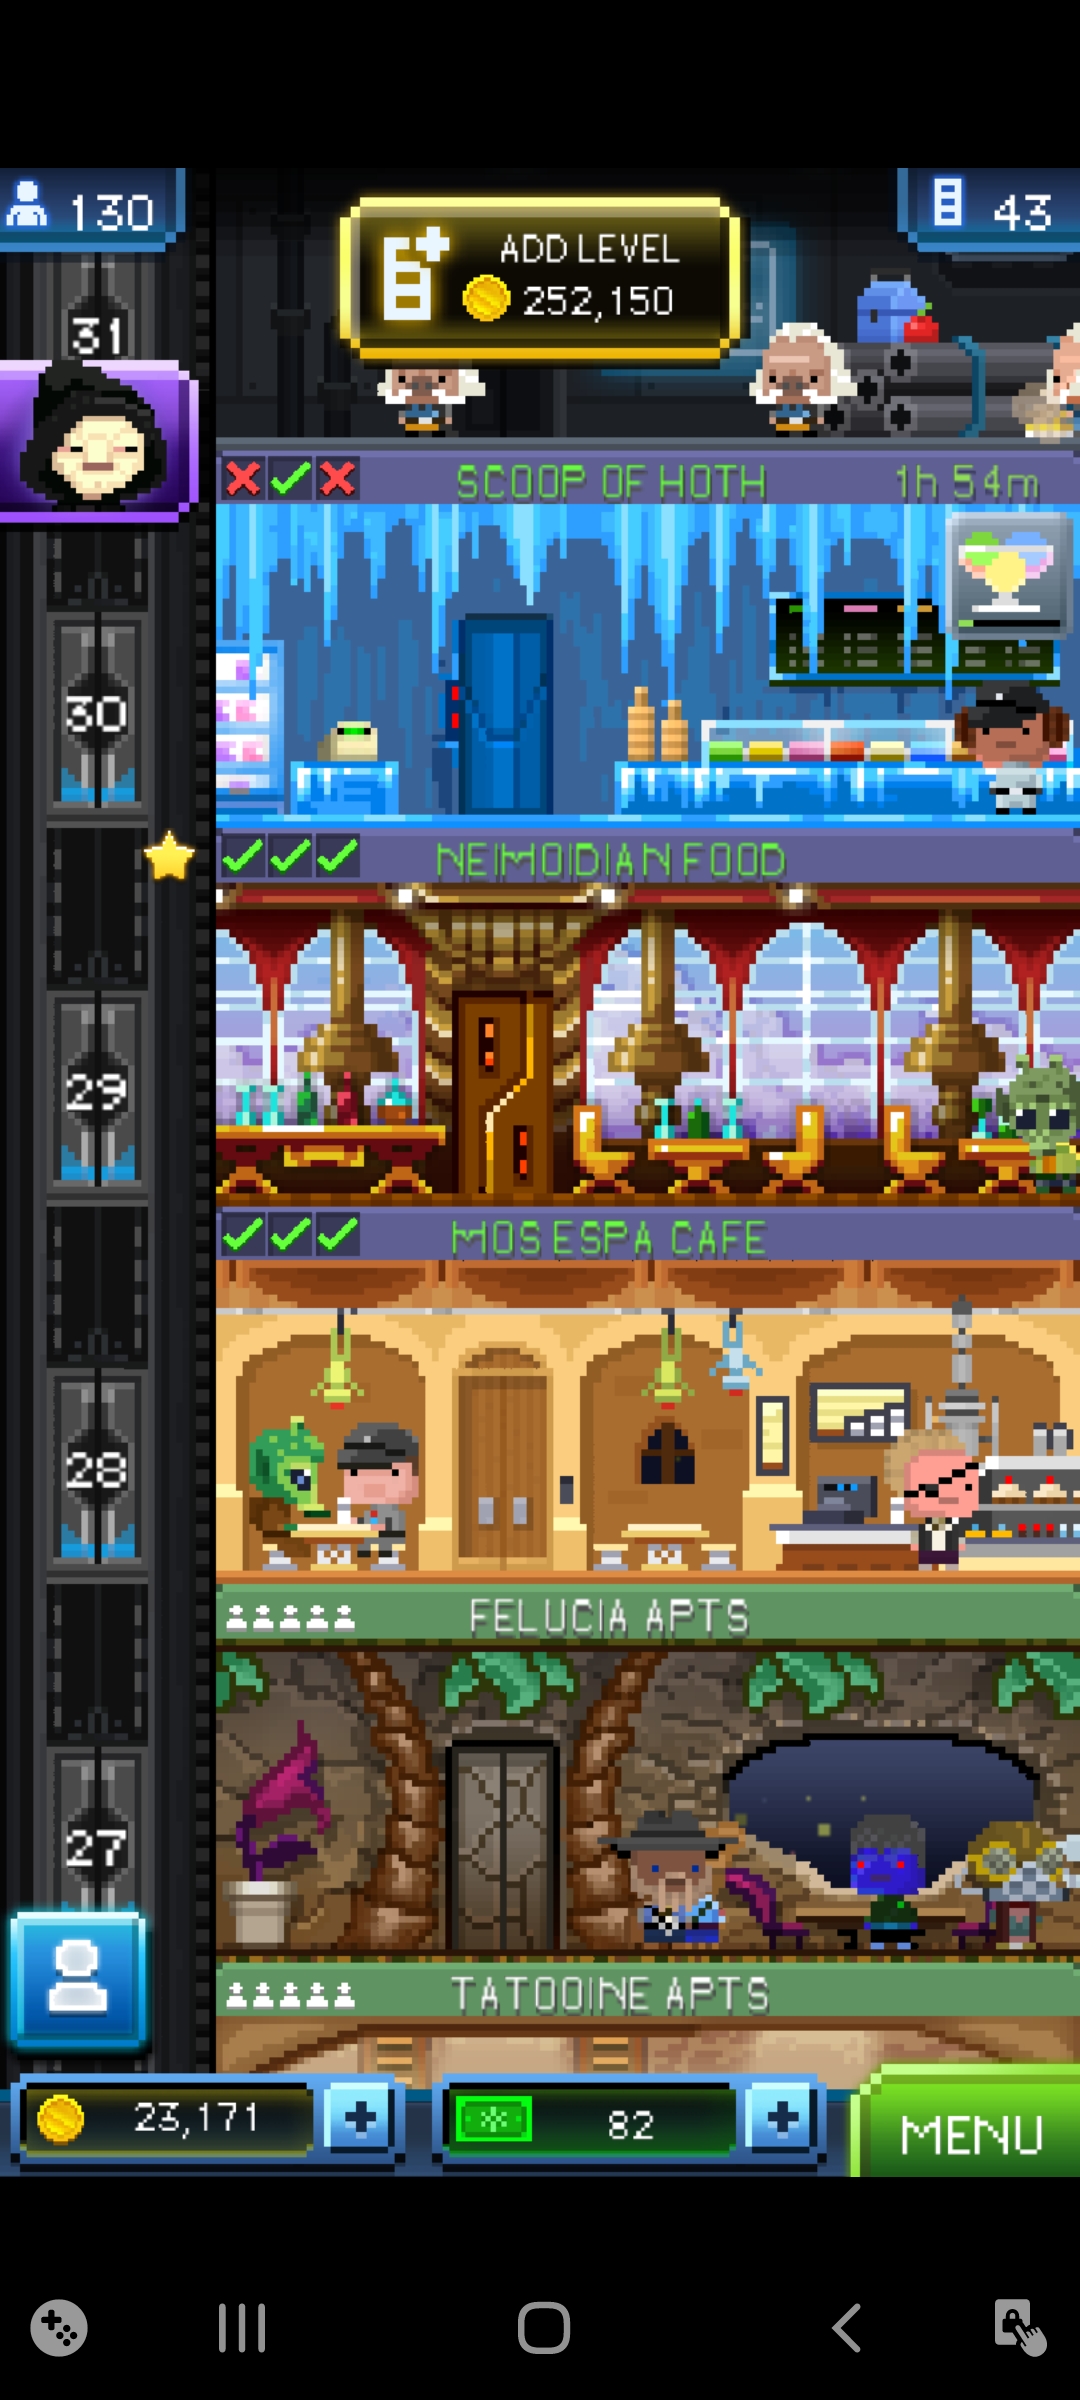 130
ADD LEVEL
252,150
43
31
SCOOP OF HOTH
1h 54m
30
NEIMOIDIAN FOOD
29
MOS ESPA CAFE
28
FELUCIA APTS
27
TATOOINE APTS
23,171
82
MENU